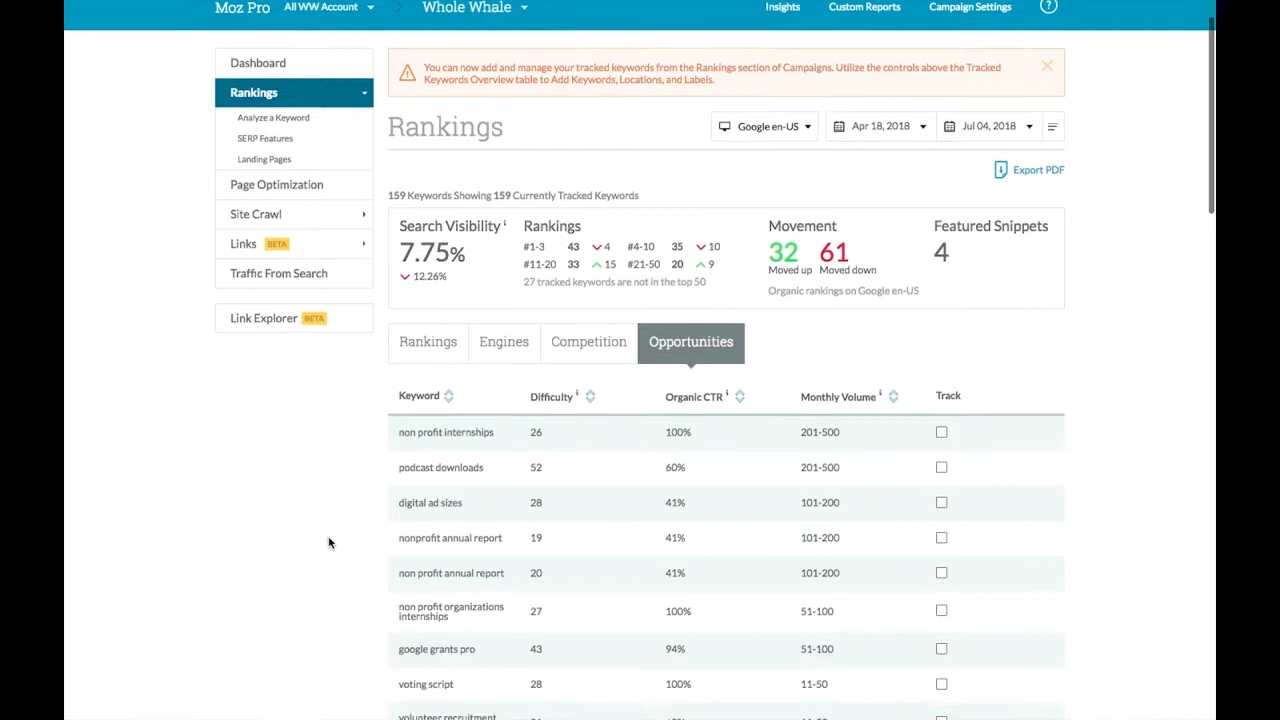 Moz Pro All WW Account Whole Whale Insights Custom Reports Campaign Settings ?
Dashboard
Rankings
Analyze a Keyword
SERP Features
Landing Pages
Page Optimization
Site Crawl
Links BETA
Traffic From Search
Link Explorer BETA
You can now add and manage your tracked keywords from the Rankings section of Campaigns. Utilize the controls above the Tracked
Keywords Overview table to Add Keywords, Locations, and Labels.
Rankings
Google en-US Apr 18, 2018 Jul 04, 2018
Export PDF
159 Keywords Showing 159 Currently Tracked Keywords
Search Visibility i
7.75%
12.26%
Rankings
#1-3 43 4 #4-10 35 10
#11-20 33 15 #21-50 20 9
27 tracked keywords are not in the top 50
Movement
32 61
Moved up Moved down
Organic rankings on Google en-US
Featured Snippets
4
Rankings Engines Competition Opportunities
Keyword Difficulty i Organic CTR i Monthly Volume i Track
non profit internships 26 100% 201-500
podcast downloads 52 60% 201-500
digital ad sizes 28 41% 101-200
nonprofit annual report 19 41% 101-200
non profit annual report 20 41% 101-200
non profit organizations
internships 27 100% 51-100
google grants pro 43 94% 51-100
voting script 28 100% 11-50
volunteer recruitment